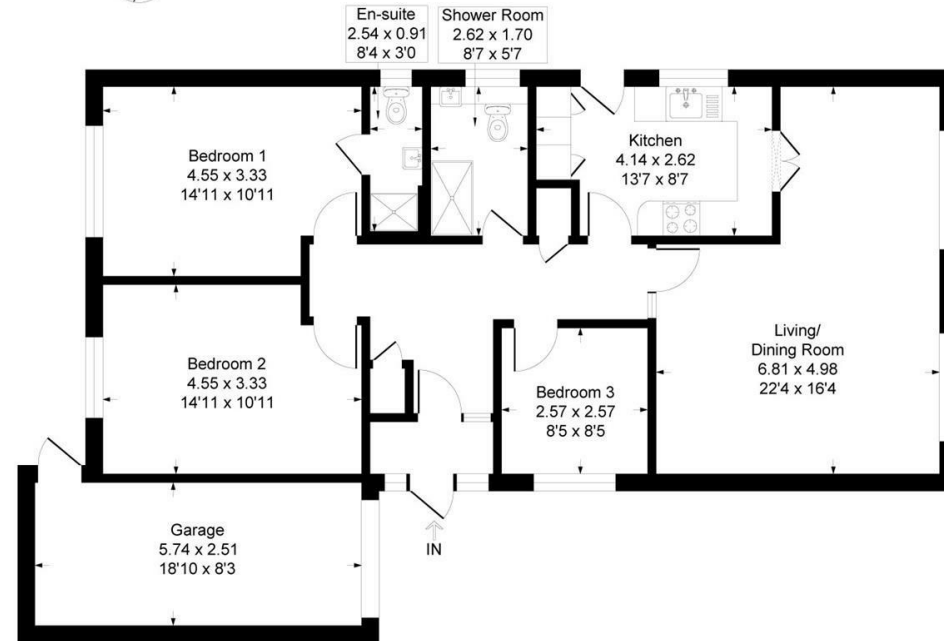 En-suite
2.54 x 0.91
8'4 x 3'0
Shower Room
2.62 x 1.70
8'7 x 5'7
Bedroom 1
4.55 x 3.33
14'11 x 10'11
Kitchen
4.14 x 2.62
13'7 x 8'7
Bedroom 2
4.55 x 3.33
14'11 x 10'11
Bedroom 3
2.57 x 2.57
8'5 x 8'5
Living/
Dining Room
6.81 x 4.98
22'4 x 16'4
Garage
5.74 x 2.51
18'10 x 8'3
IN